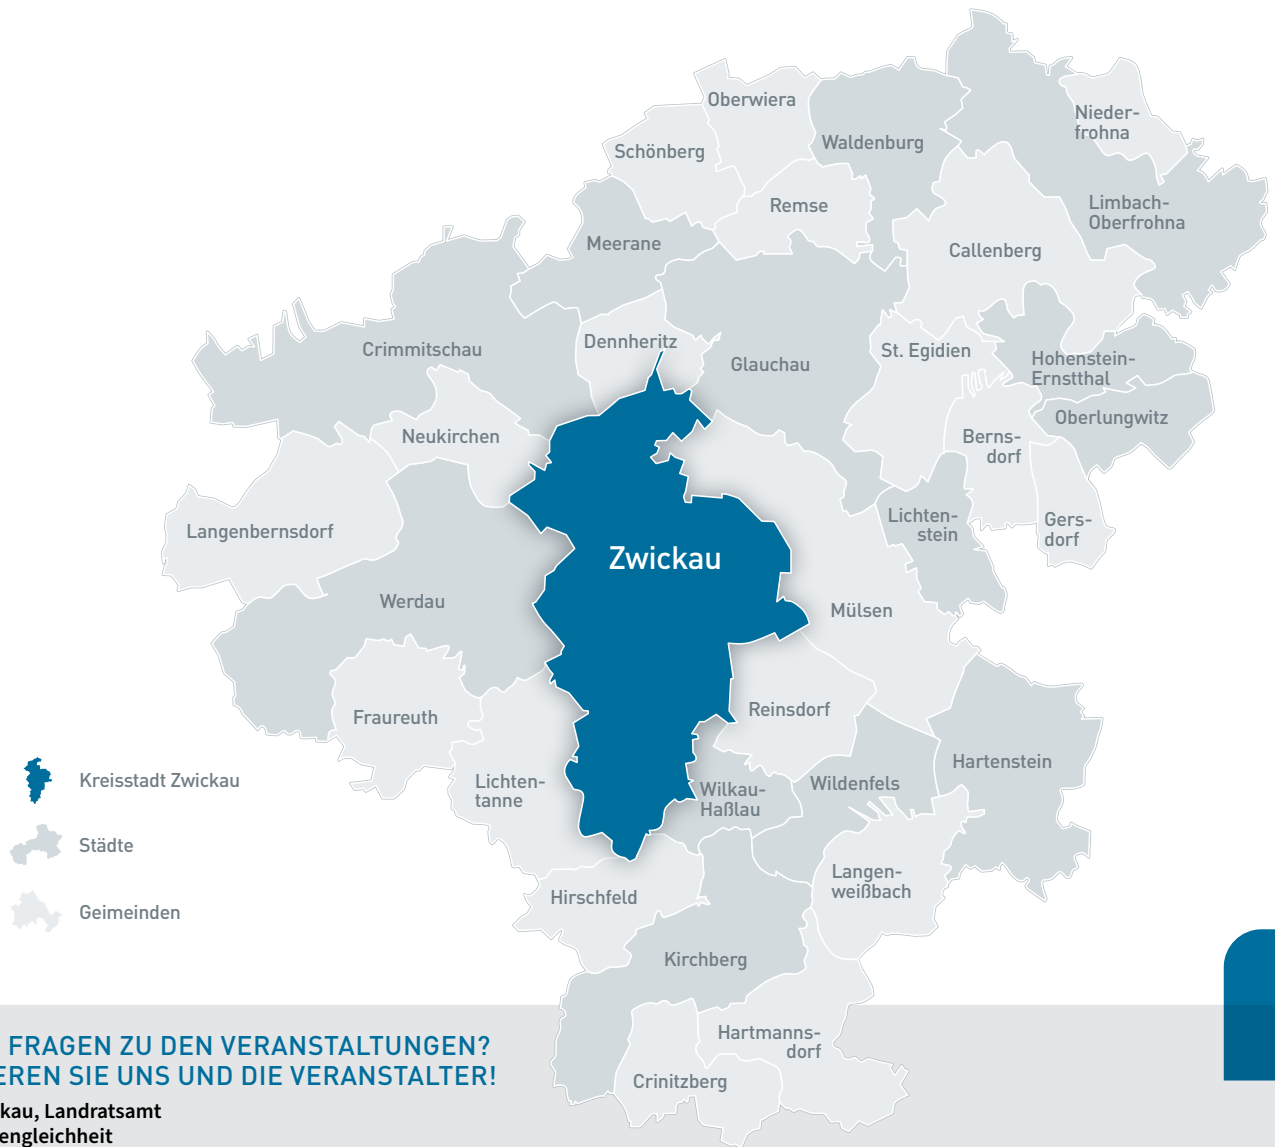 Oberwiera
Nieder-
frohna
Waldenburg
Schönberg
Remse
Limbach-
Oberfrohna
Meerane
Callenberg
Dennheritz
Crimmitschau
St. Egidien
Glauchau
Hohenstein-
Ernstthal
Oberlungwitz
Neukirchen
Berns-
dorf
Langenbernsdorf
Lichten-
stein
Gers-
dorf
Zwickau
Werdau
Mülsen
Fraureuth
Reinsdorf
Hartenstein
Lichten-
tanne
Wilkau-
Haßlau
Wildenfels
Kreisstadt Zwickau
Städte
Geimeinden
Langen-
weißbach
Hirschfeld
Kirchberg
Hartmanns-
dorf
Crinitzberg
FRAGEN ZU DEN VERANSTALTUNGEN?
EREN SIE UNS UND DIE VERANSTALTER!
kau, Landratsamt
engleichheit